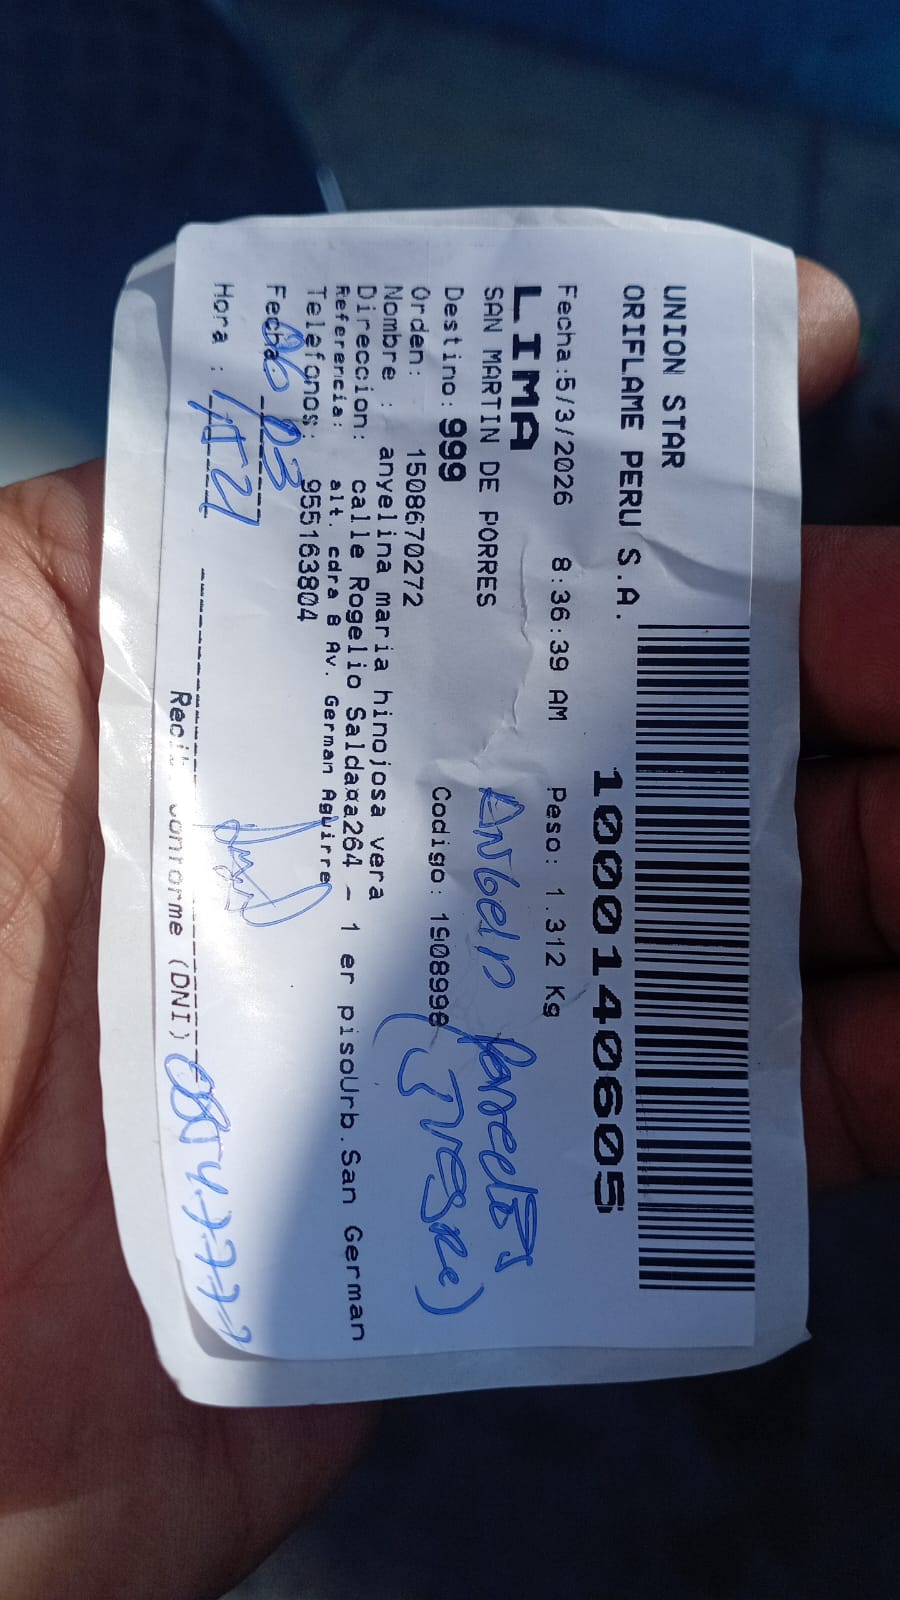 UNION STAR
ORIFLAME PERU S.A.
1000140605
Fecha:5/3/2026 8:36:39 AM Peso: 1.312 Kg
LIMA
SAN MARTIN DE PORRES
Destino: 999 Codigo: 1908998
Orden: 1508670272
Nombre : anyelina maria hinojosa vera
Direccion: calle Rogelio Saldaña264 - 1 er pisoUrb.San German
Referencia: alt. cdra 8 Av. German Aguirre
Telefonos: 955163804
Fecha 06 03
Hora :
conforme (DNI)